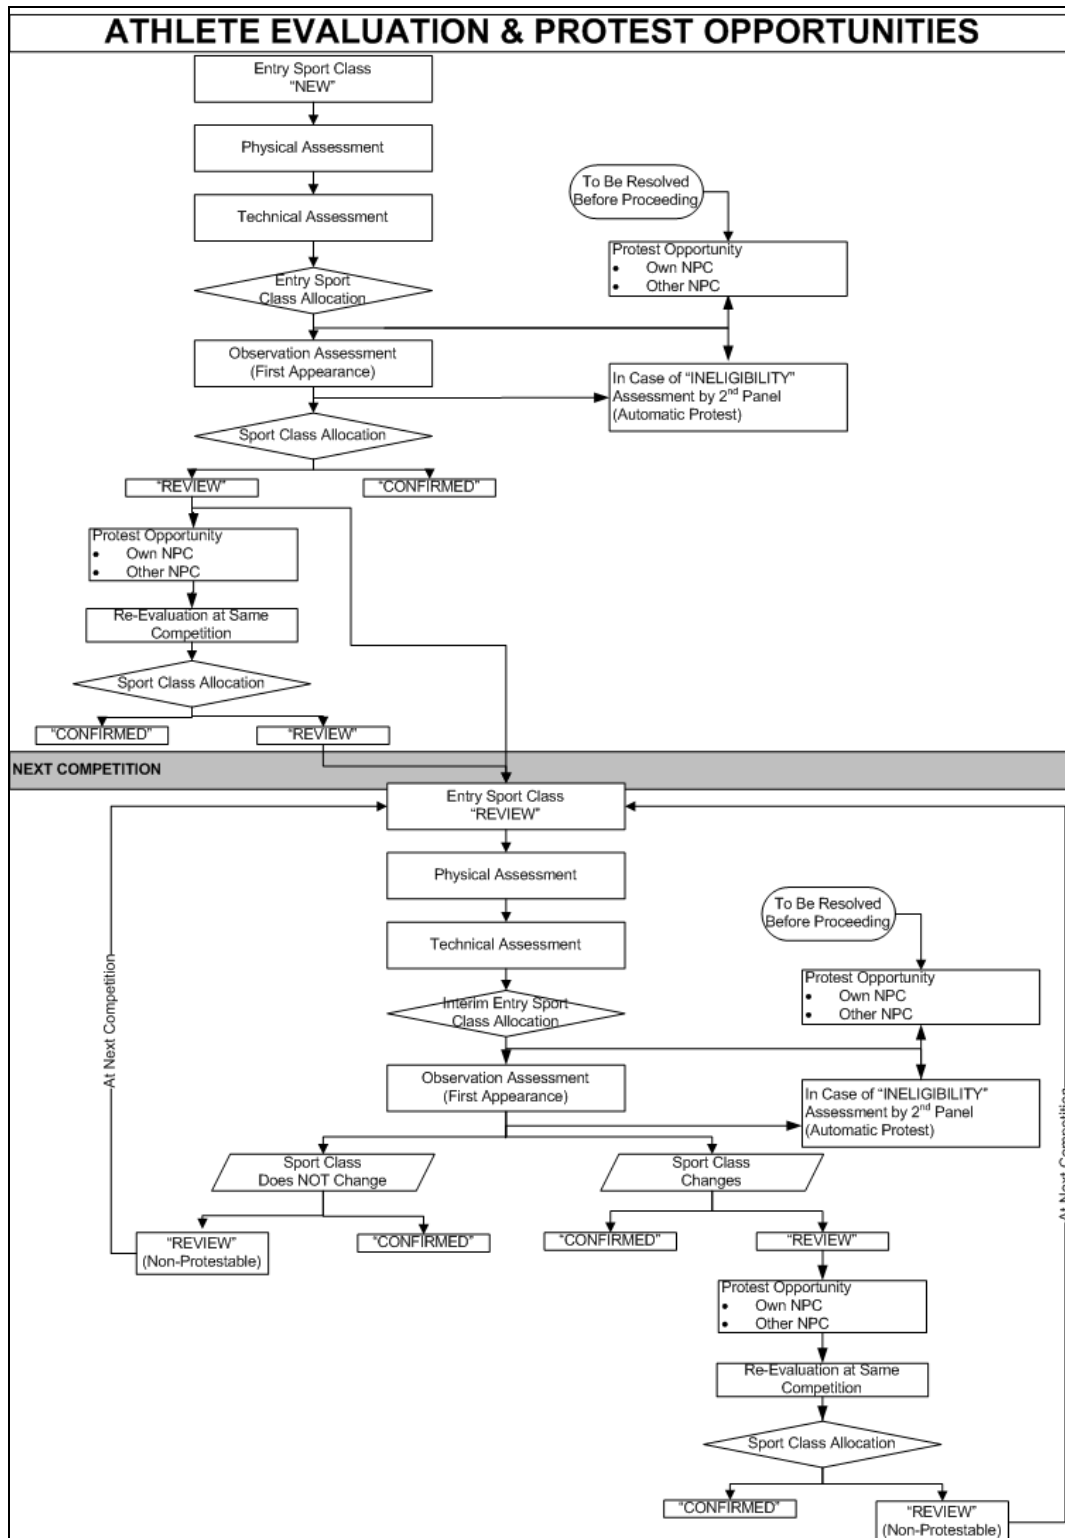 ATHLETE EVALUATION & PROTEST OPPORTUNITIES
Entry Sport Class
"NEW"
Physical Assessment
Technical Assessment
To Be Resolved
Before Proceeding
Protest Opportunity
• Own NPC
• Other NPC
Entry Sport
Class Allocation
Observation Assessment
(First Appearance)
In Case of "INELIGIBILITY"
Assessment by 2nd Panel
(Automatic Protest)
Sport Class Allocation
"REVIEW"
"CONFIRMED"
Protest Opportunity
• Own NPC
• Other NPC
Re-Evaluation at Same
Competition
Sport Class Allocation
"CONFIRMED"
"REVIEW"
NEXT COMPETITION
Entry Sport Class
"REVIEW"
Physical Assessment
Technical Assessment
To Be Resolved
Before Proceeding
Protest Opportunity
• Own NPC
• Other NPC
Interim Entry Sport
Class Allocation
Observation Assessment
(First Appearance)
In Case of "INELIGIBILITY"
Assessment by 2nd Panel
(Automatic Protest)
At Next Competition
At Next Competition
Sport Class
Does NOT Change
Sport Class
Changes
"REVIEW"
(Non-Protestable)
"CONFIRMED"
"CONFIRMED"
"REVIEW"
Protest Opportunity
• Own NPC
• Other NPC
Re-Evaluation at Same
Competition
Sport Class Allocation
"CONFIRMED"
"REVIEW"
(Non-Protestable)